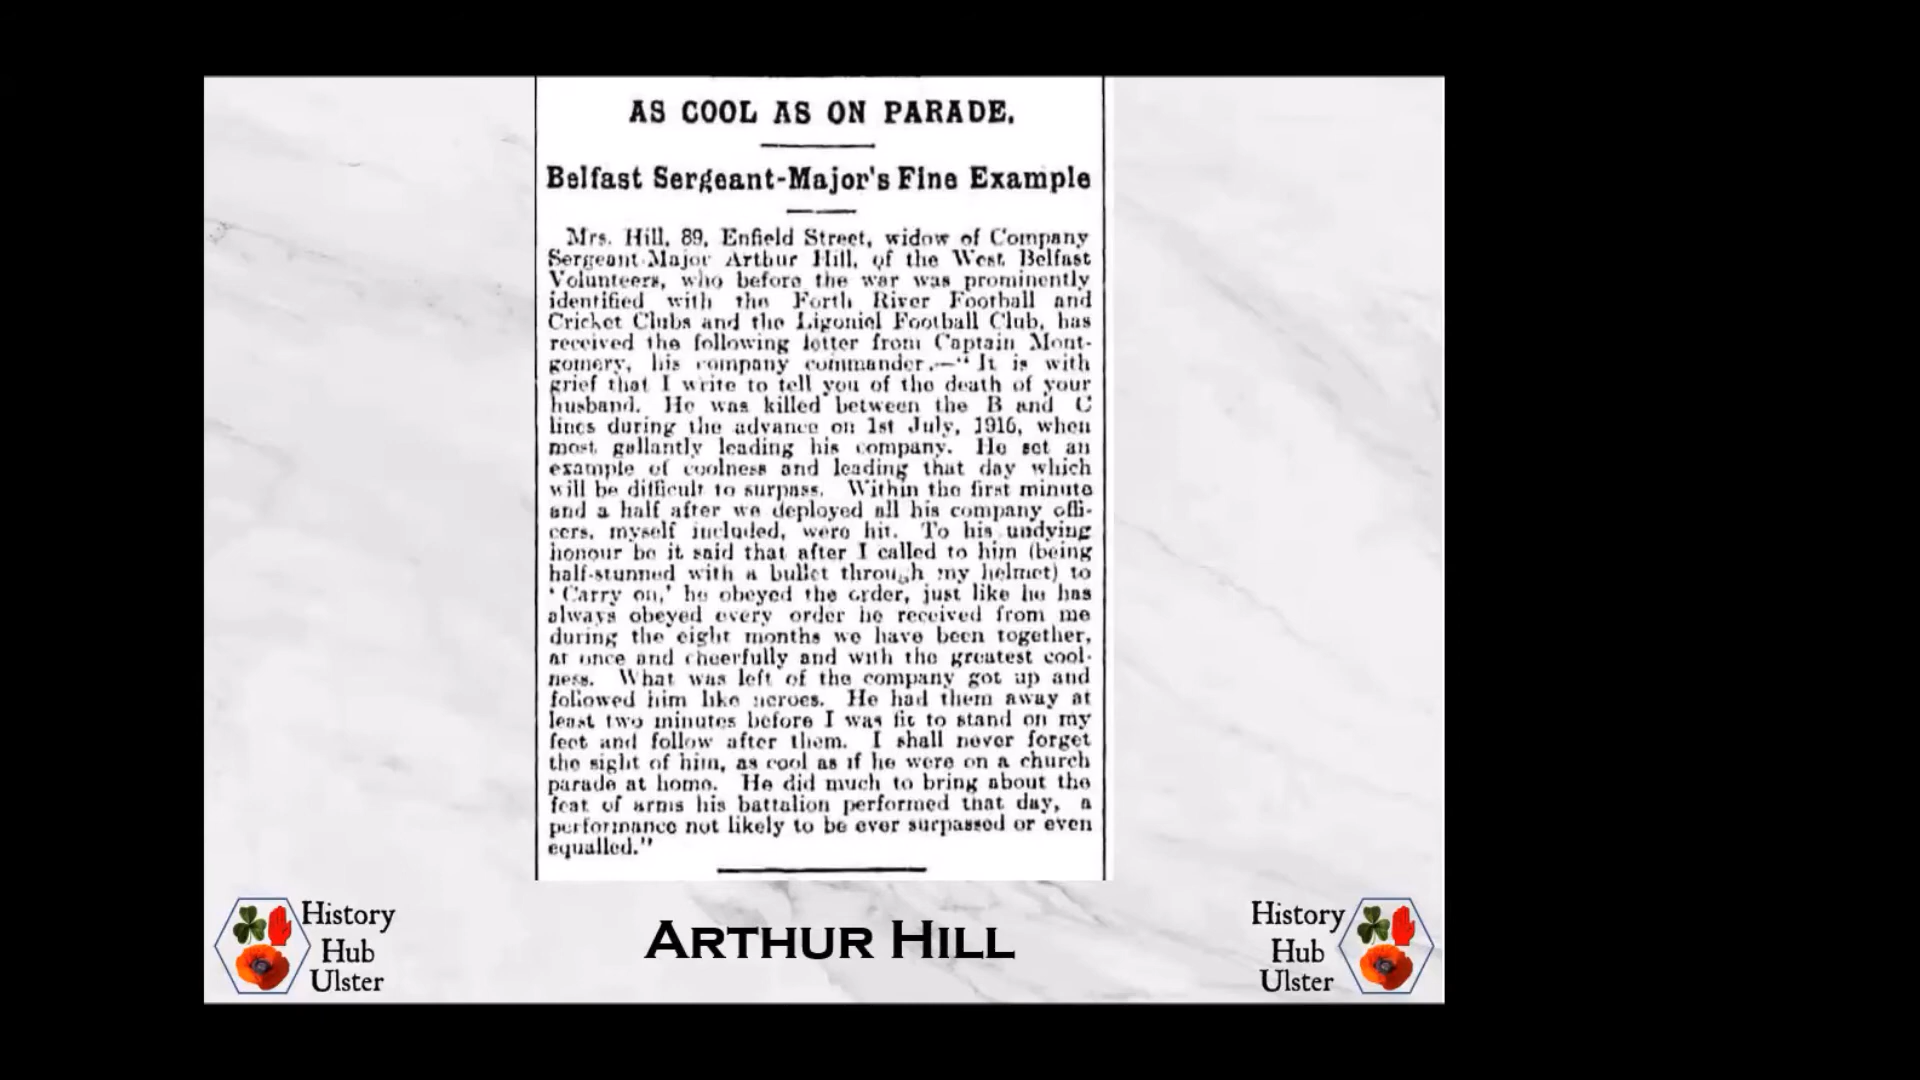 AS COOL AS ON PARADE.
Belfast Sergeant-Major's Fine Example
Mrs. Hill, 89, Enfield Street, widow of Company
Sergeant-Major Arthur Hill, of the West Belfast
Volunteers, who before the war was prominently
identified with the Forth River Football and
Cricket Clubs and the Ligoniel Football Club, has
received the following letter from Captain Mont-
gomery, his company commander.—"It is with
grief that I write to tell you of the death of your
husband. He was killed between the B and C
lines during the advance on 1st July, 1916, when
most gallantly leading his company. He set an
example of coolness and leading that day which
will be difficult to surpass. Within the first minute
and a half after we deployed all his company offi-
cers, myself included, were hit. To his undying
honour be it said that after I called to him (being
half-stunned with a bullet through my helmet) to
'Carry on,' he obeyed the order, just like he has
always obeyed every order he received from me
during the eight months we have been together,
at once and cheerfully and with the greatest cool-
ness. What was left of the company got up and
followed him like heroes. He had them away at
least two minutes before I was fit to stand on my
feet and follow after them. I shall never forget
the sight of him, as cool as if he were on a church
parade at home. He did much to bring about the
feat of arms his battalion performed that day, a
performance not likely to be ever surpassed or even
equalled."
History
Hub
Ulster
ARTHUR HILL
History
Hub
Ulster